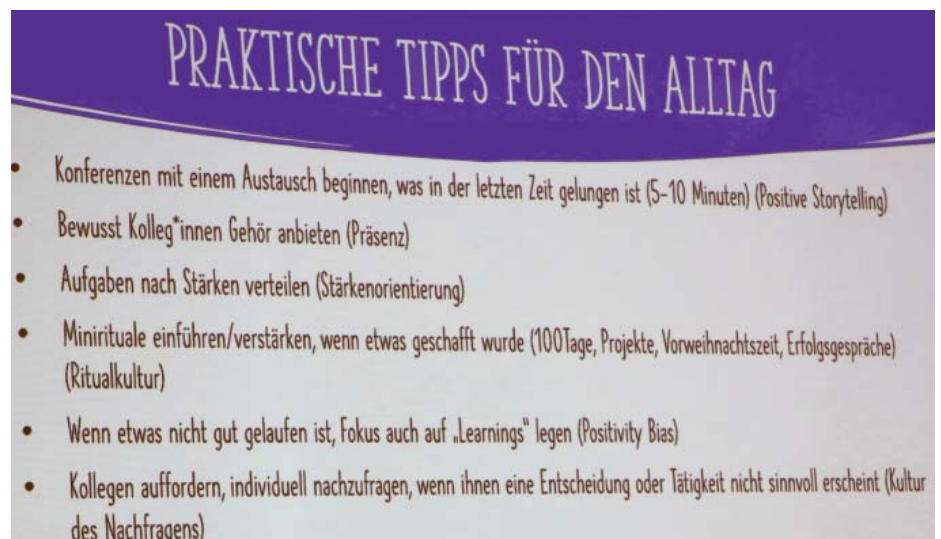 PRAKTISCHE TIPPS FÜR DEN ALLTAG
• Konferenzen mit einem Austausch beginnen, was in der letzten Zeit gelungen ist (5-10 Minuten) (Positive Storytelling)
• Bewusst Kolleg*innen Gehör anbieten (Präsenz)
• Aufgaben nach Stärken verteilen (Stärkenorientierung)
• Minirituale einführen/verstärken, wenn etwas geschafft wurde (100Tage, Projekte, Vorweihnachtszeit, Erfolgsgespräche)
(Ritualkultur)
• Wenn etwas nicht gut gelaufen ist, Fokus auch auf „Learnings" legen (Positivity Bias)
• Kollegen auffordern, individuell nachzufragen, wenn ihnen eine Entscheidung oder Tätigkeit nicht sinnvoll erscheint (Kultur
des Nachfragens)